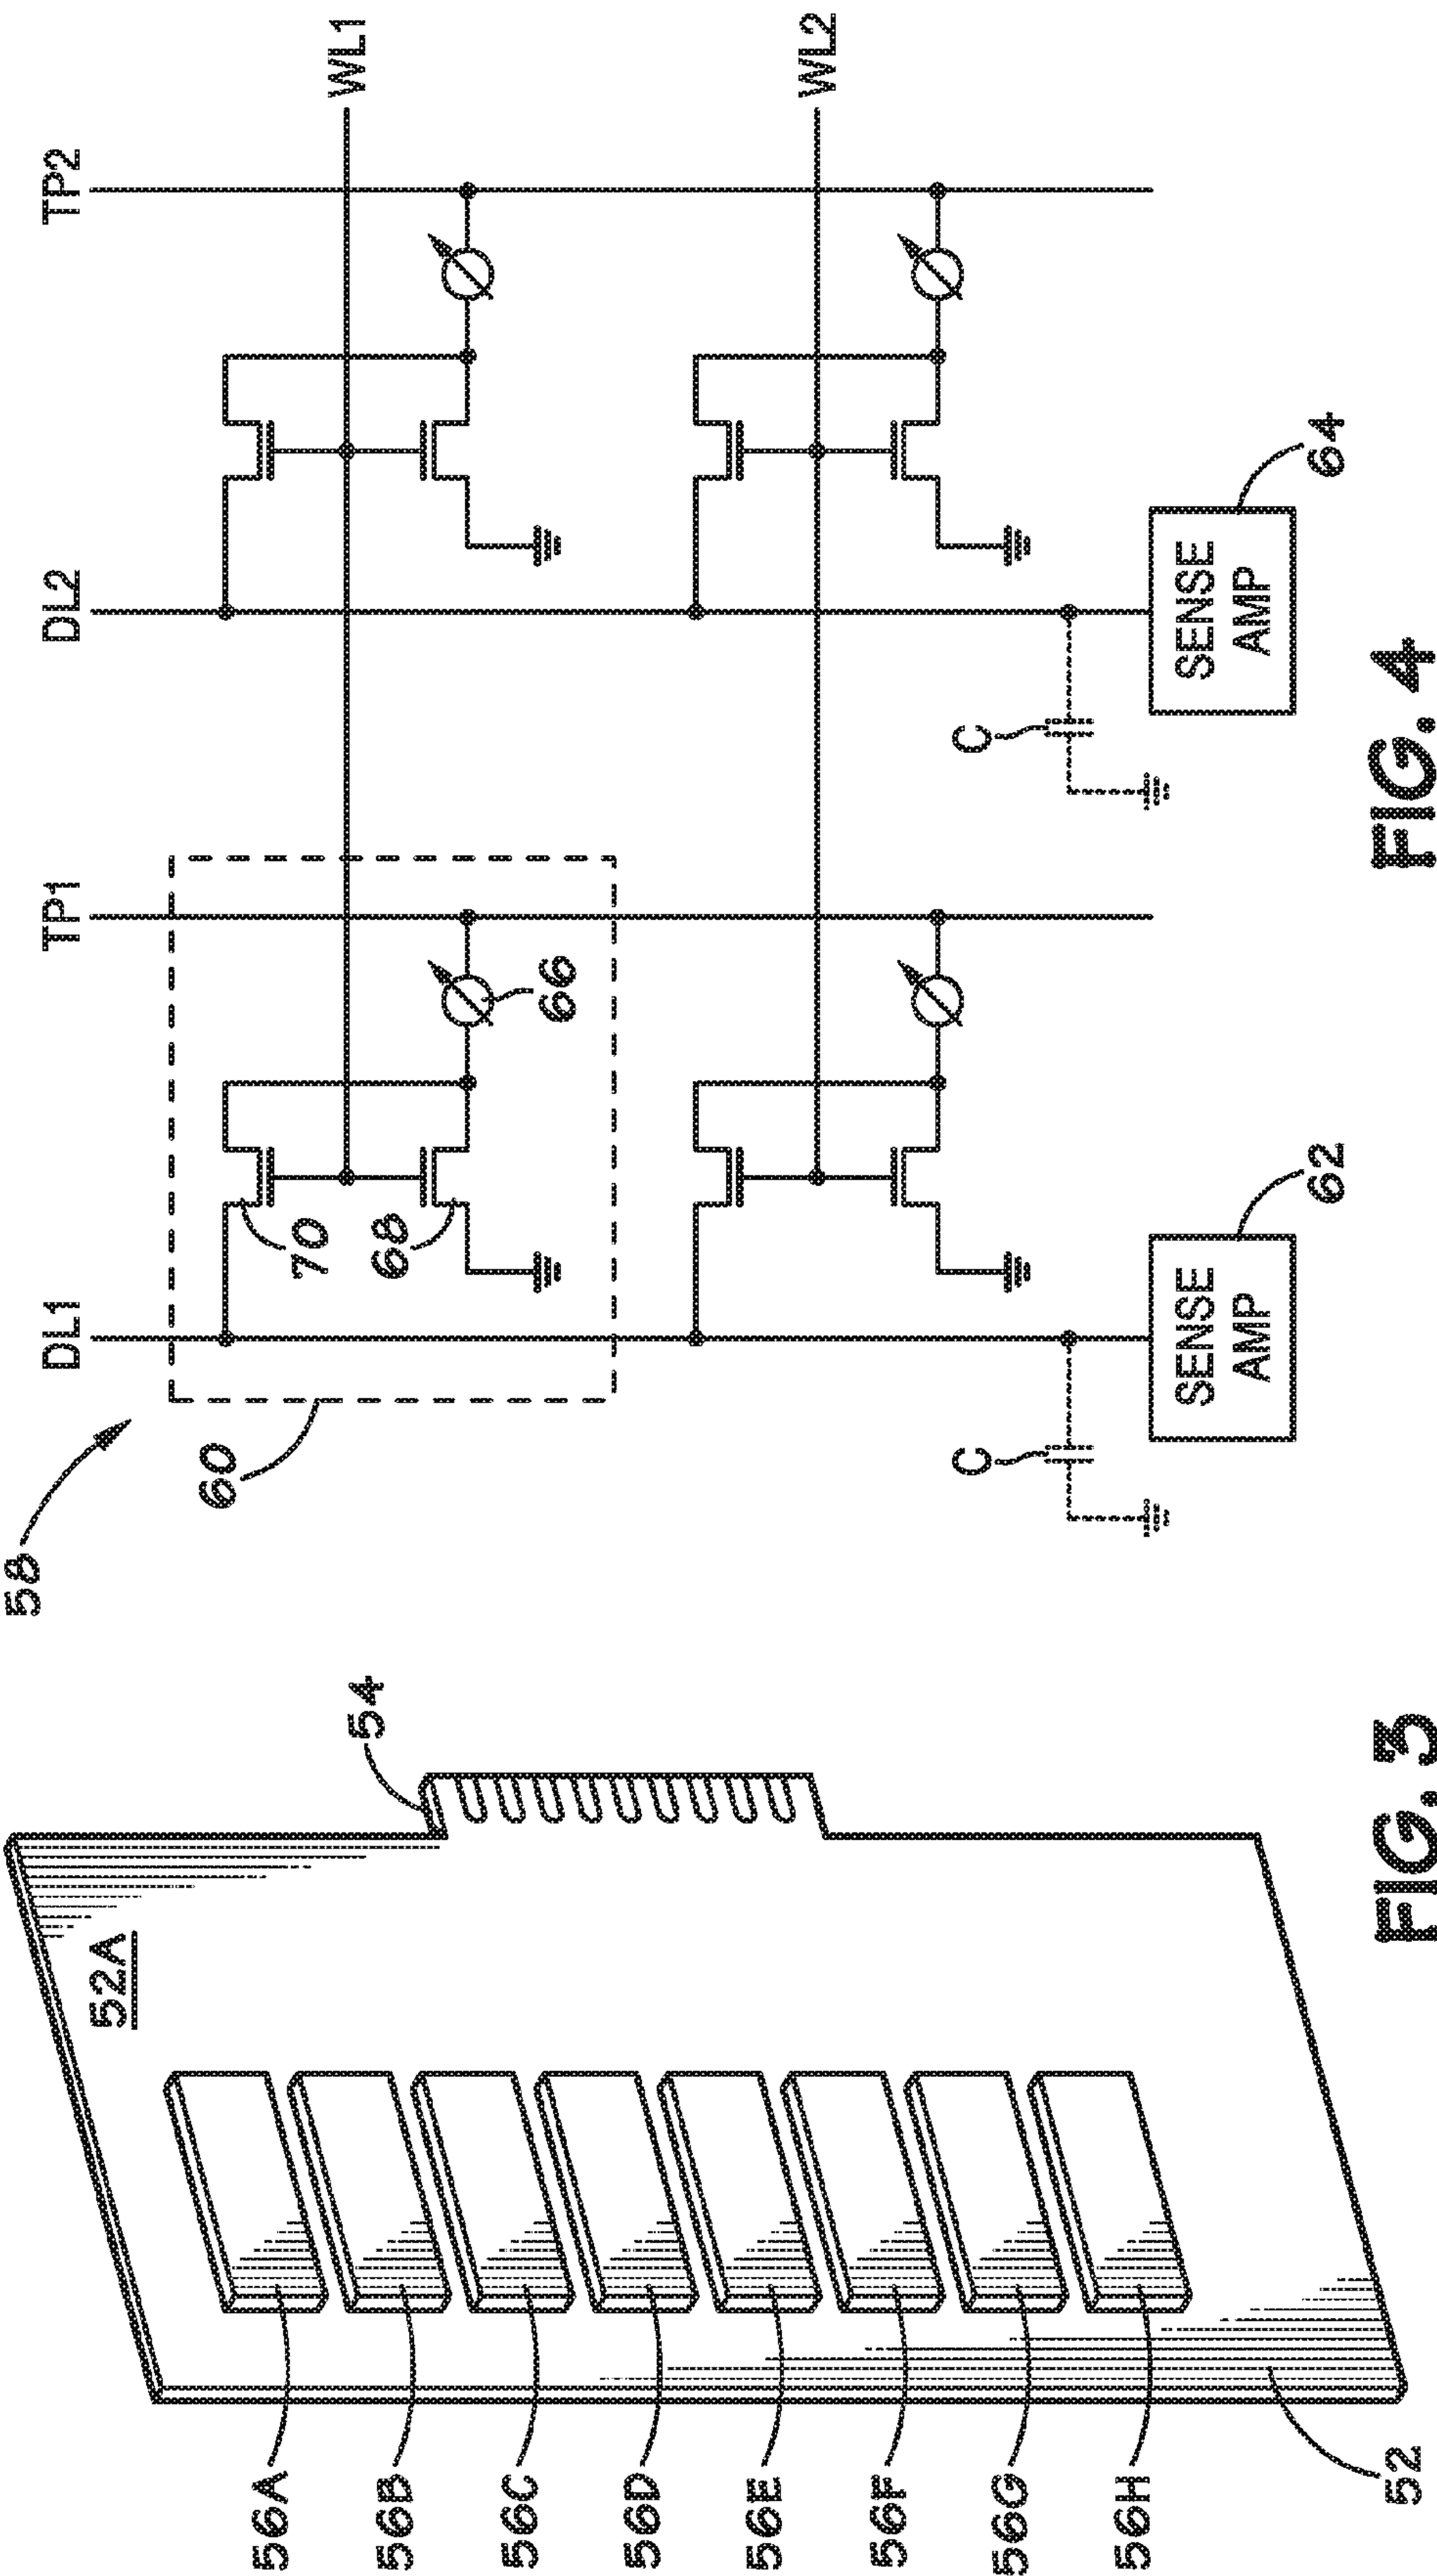 56A
56B
56C
56D
56E
56F
56G
56H
52
52A
54
FIG. 3
58
60
DL1
TP1
DL2
TP2
WL1
WL2
70
68
66
C
C
SENSE
AMP
62
SENSE
AMP
64
FIG. 4